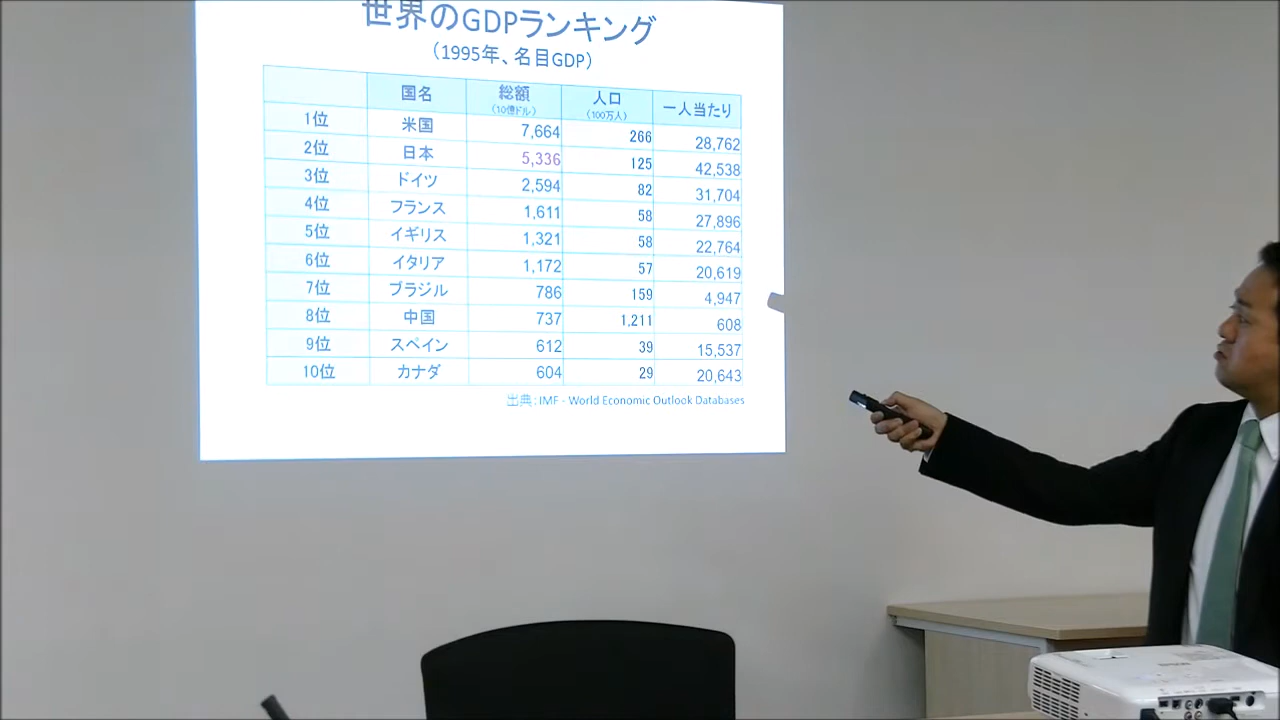 世界のGDPランキング
(1995年、名目GDP)
国名 総額 人口 一人当たり
(10億ドル) (100万人)
1位 米国 7,664 266 28,762
2位 日本 5,336 125 42,538
3位 ドイツ 2,594 82 31,704
4位 フランス 1,611 58 27,896
5位 イギリス 1,321 58 22,764
6位 イタリア 1,172 57 20,619
7位 ブラジル 786 159 4,947
8位 中国 737 1,211 608
9位 スペイン 612 39 15,537
10位 カナダ 604 29 20,643
出典：IMF - World Economic Outlook Databases
EPSON